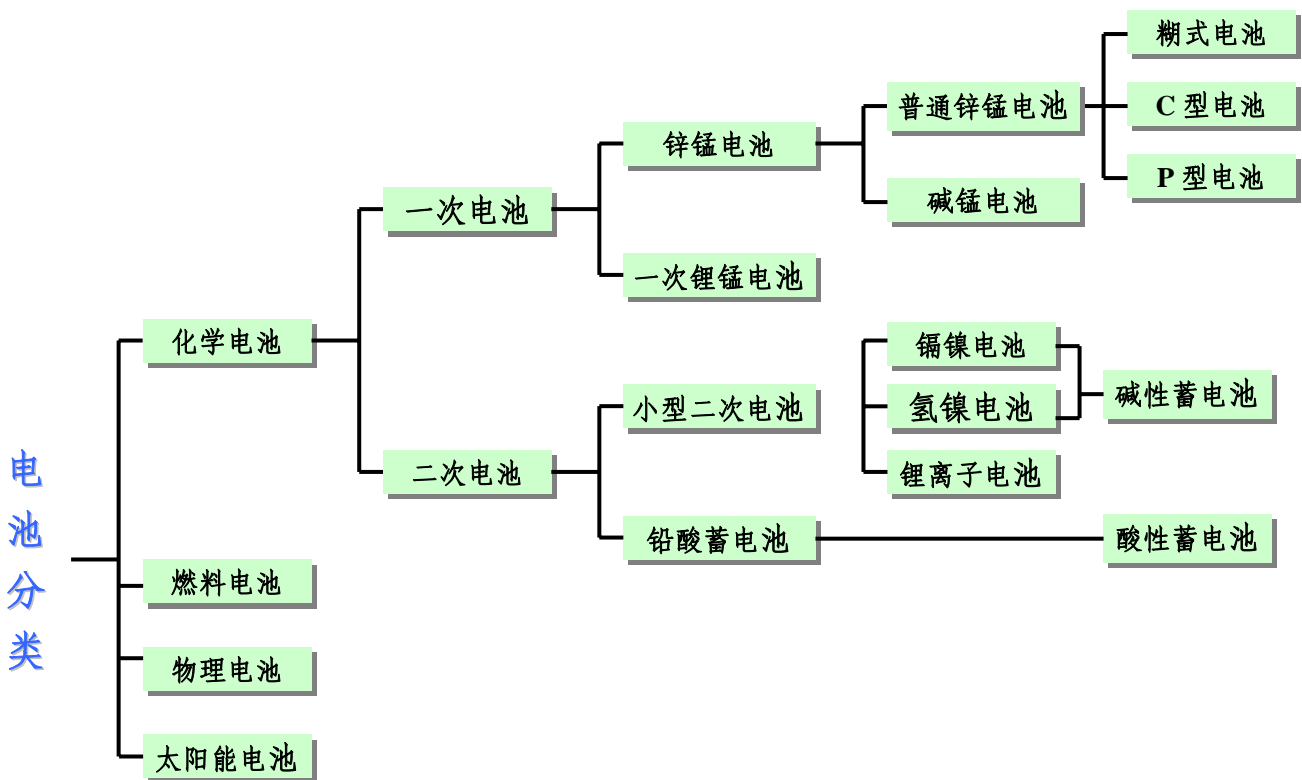 电池分类
化学电池
燃料电池
物理电池
太阳能电池
一次电池
二次电池
锌锰电池
一次锂锰电池
小型二次电池
铅酸蓄电池
普通锌锰电池
碱锰电池
镉镍电池
氢镍电池
锂离子电池
糊式电池
C 型电池
P 型电池
碱性蓄电池
酸性蓄电池